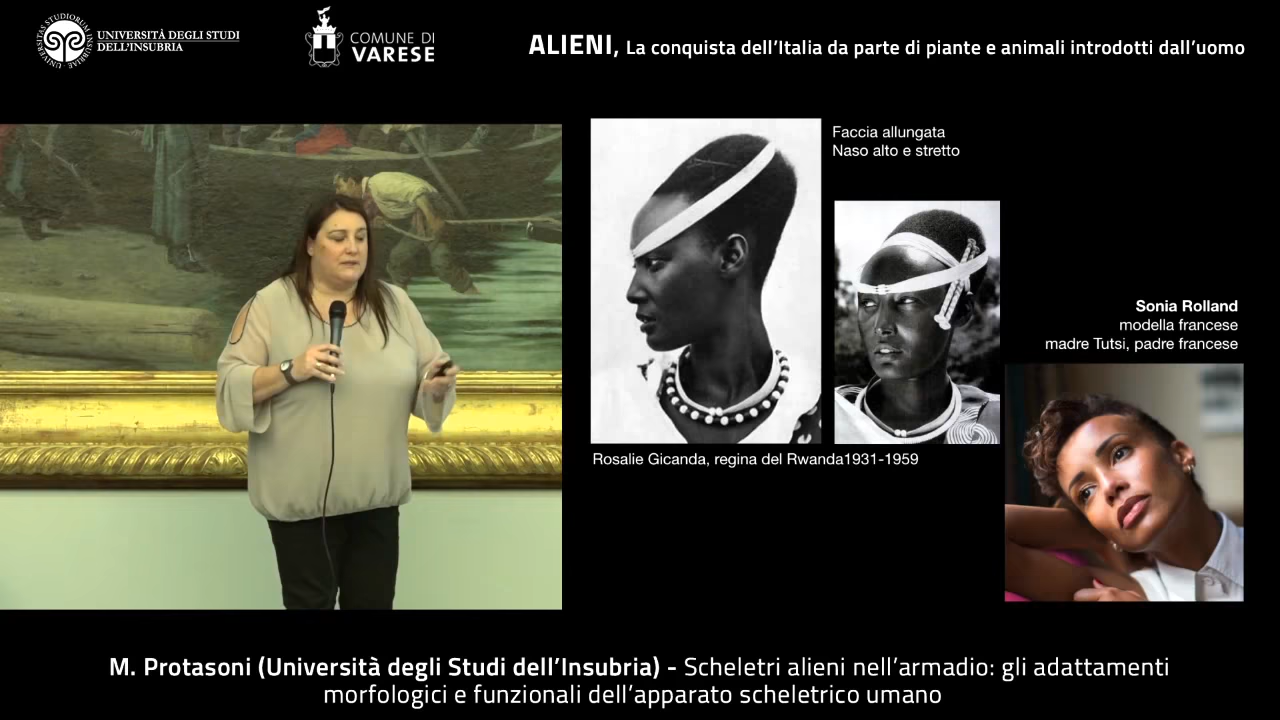 UNIVERSITÀ DEGLI STUDI
DELL'INSUBRIA
UNIVERSITAS STUDIORUM INSUBRIAE
COMUNE DI
VARESE
ALIENI, La conquista dell'Italia da parte di piante e animali introdotti dall'uomo
Faccia allungata
Naso alto e stretto
Sonia Rolland
modella francese
madre Tutsi, padre francese
Rosalie Gicanda, regina del Rwanda1931-1959
M. Protasoni (Università degli Studi dell'Insubria) - Scheletri alieni nell'armadio: gli adattamenti
morfologici e funzionali dell'apparato scheletrico umano